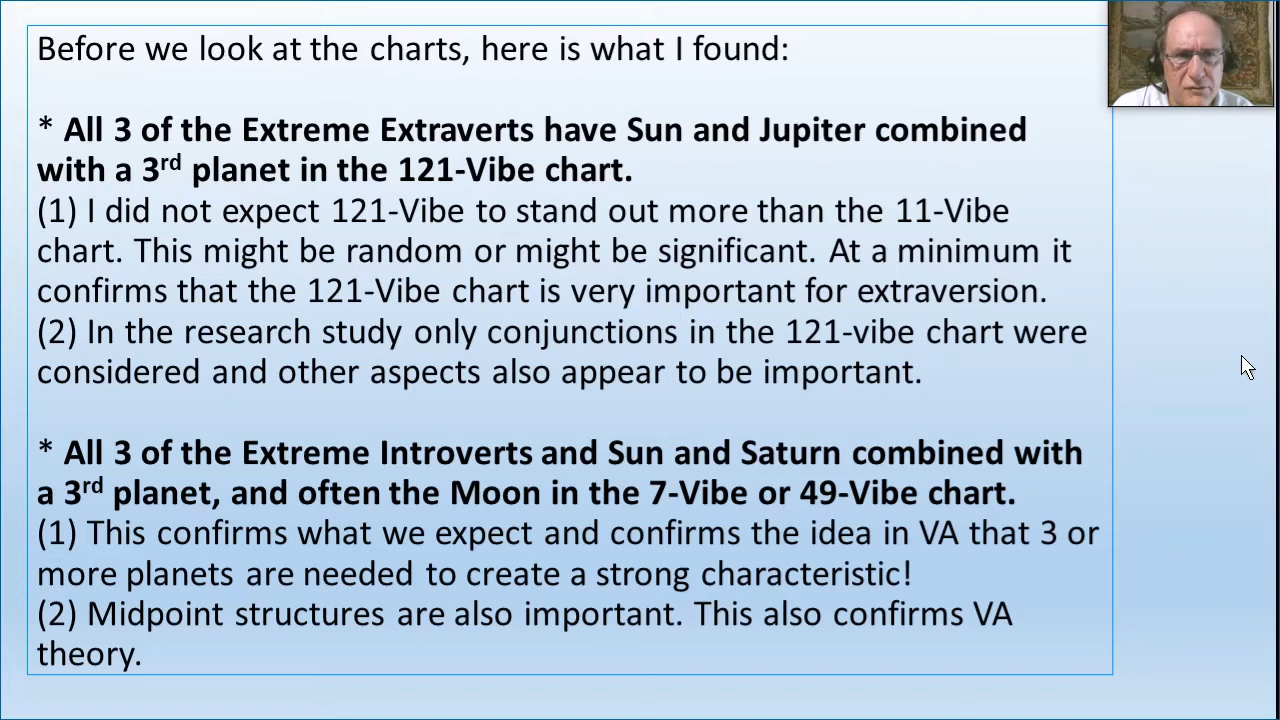 Before we look at the charts, here is what I found:
* All 3 of the Extreme Extraverts have Sun and Jupiter combined
with a 3rd planet in the 121-Vibe chart.
(1) I did not expect 121-Vibe to stand out more than the 11-Vibe
chart. This might be random or might be significant. At a minimum it
confirms that the 121-Vibe chart is very important for extraversion.
(2) In the research study only conjunctions in the 121-vibe chart were
considered and other aspects also appear to be important.
* All 3 of the Extreme Introverts and Sun and Saturn combined with
a 3rd planet, and often the Moon in the 7-Vibe or 49-Vibe chart.
(1) This confirms what we expect and confirms the idea in VA that 3 or
more planets are needed to create a strong characteristic!
(2) Midpoint structures are also important. This also confirms VA
theory.